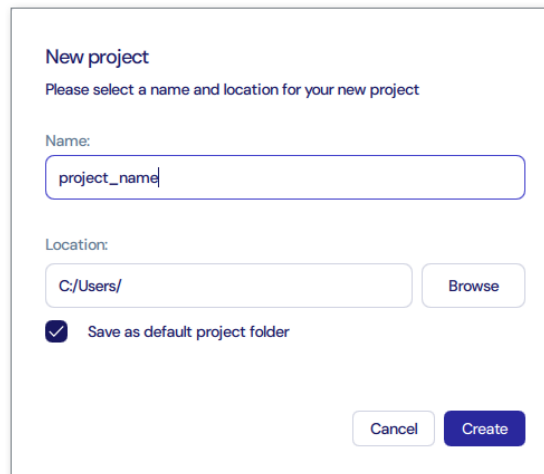 New project
Please select a name and location for your new project
Name:
project_name
Location:
C:/Users/
Browse
Save as default project folder
Cancel
Create